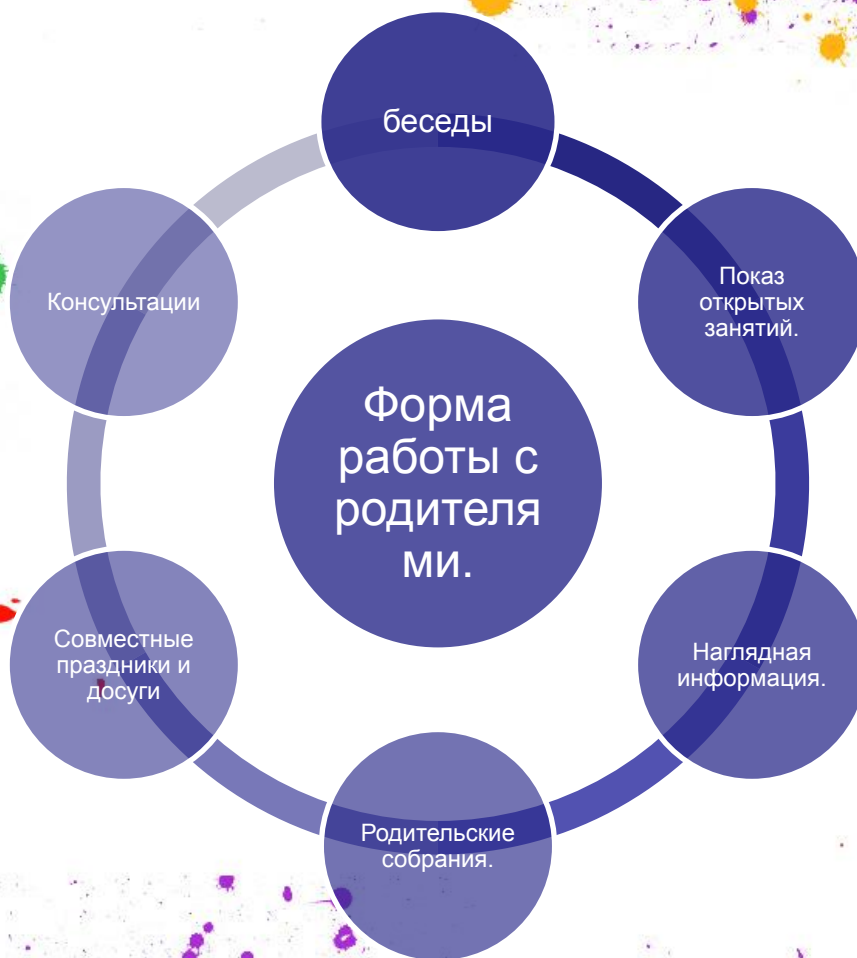 беседы
Показ
открытых
занятий.
Наглядная
информация.
Родительские
собрания.
Совместные
праздники и
досуги
Консультации
Форма
работы с
родителя
ми.